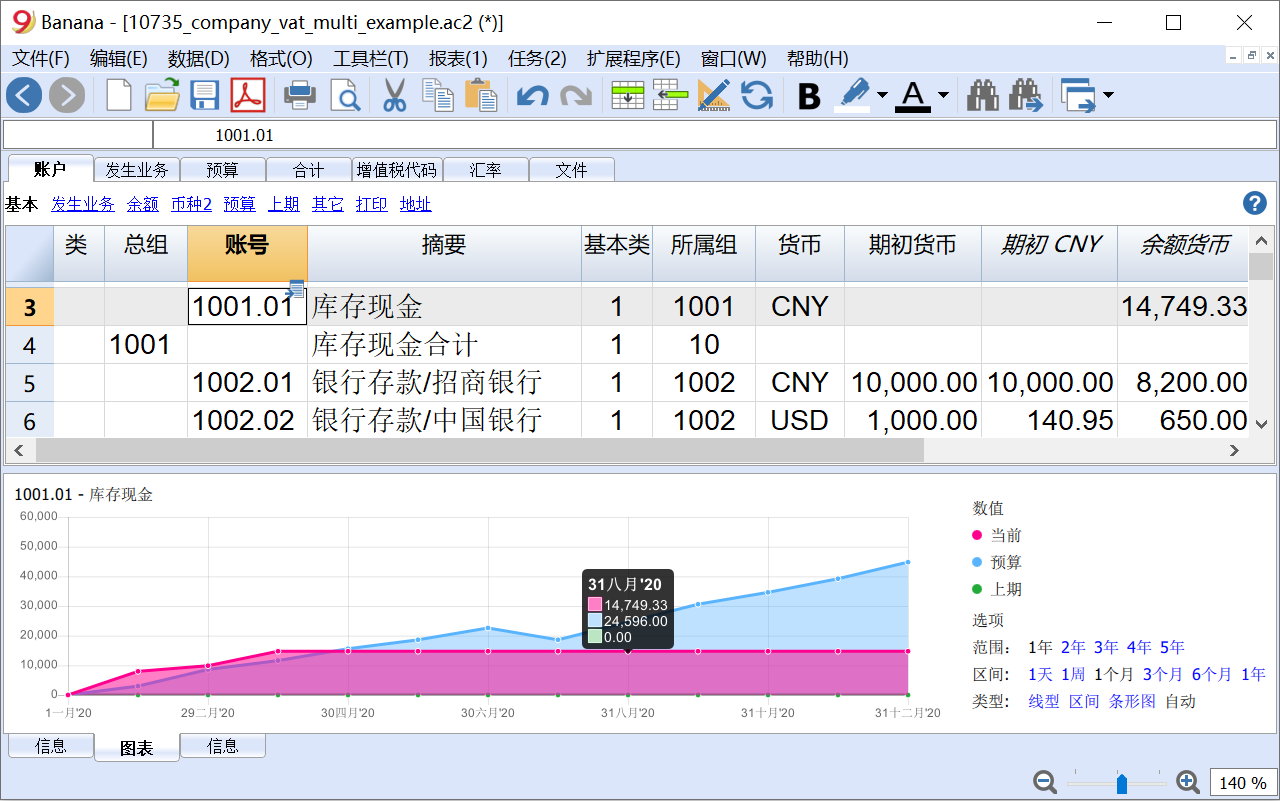 Banana - [10735_company_vat_multi_example.ac2 (*)]
文件(F) 编辑(E) 数据(D) 格式(O) 工具栏(T) 报表(1) 任务(2) 扩展程序(E) 窗口(W) 帮助(H)
B A
1001.01
账户 发生业务 预算 合计 增值税代码 汇率 文件
基本 发生业务 余额 币种2 预算 上期 其它 打印 地址
类 总组 账号 摘要 基本类 所属组 货币 期初货币 期初 CNY 余额货币
3 1001.01 库存现金 1 1001 CNY 14,749.33
4 1001 库存现金合计 1 10
5 1002.01 银行存款/招商银行 1 1002 CNY 10,000.00 10,000.00 8,200.00
6 1002.02 银行存款/中国银行 1 1002 USD 1,000.00 140.95 650.00
1001.01 - 库存现金
60,000
50,000
40,000
30,000
20,000
10,000
0
1一月'20 29二月'20 30四月'20 30六月'20 31八月'20 31十月'20 31十二月'20
31八月'20
14,749.33
24,596.00
0.00
数值
当前
预算
上期
选项
范围: 1年 2年 3年 4年 5年
区间: 1天 1周 1个月 3个月 6个月 1年
类型: 线型 区间 条形图 自动
信息 图表 信息
140 %